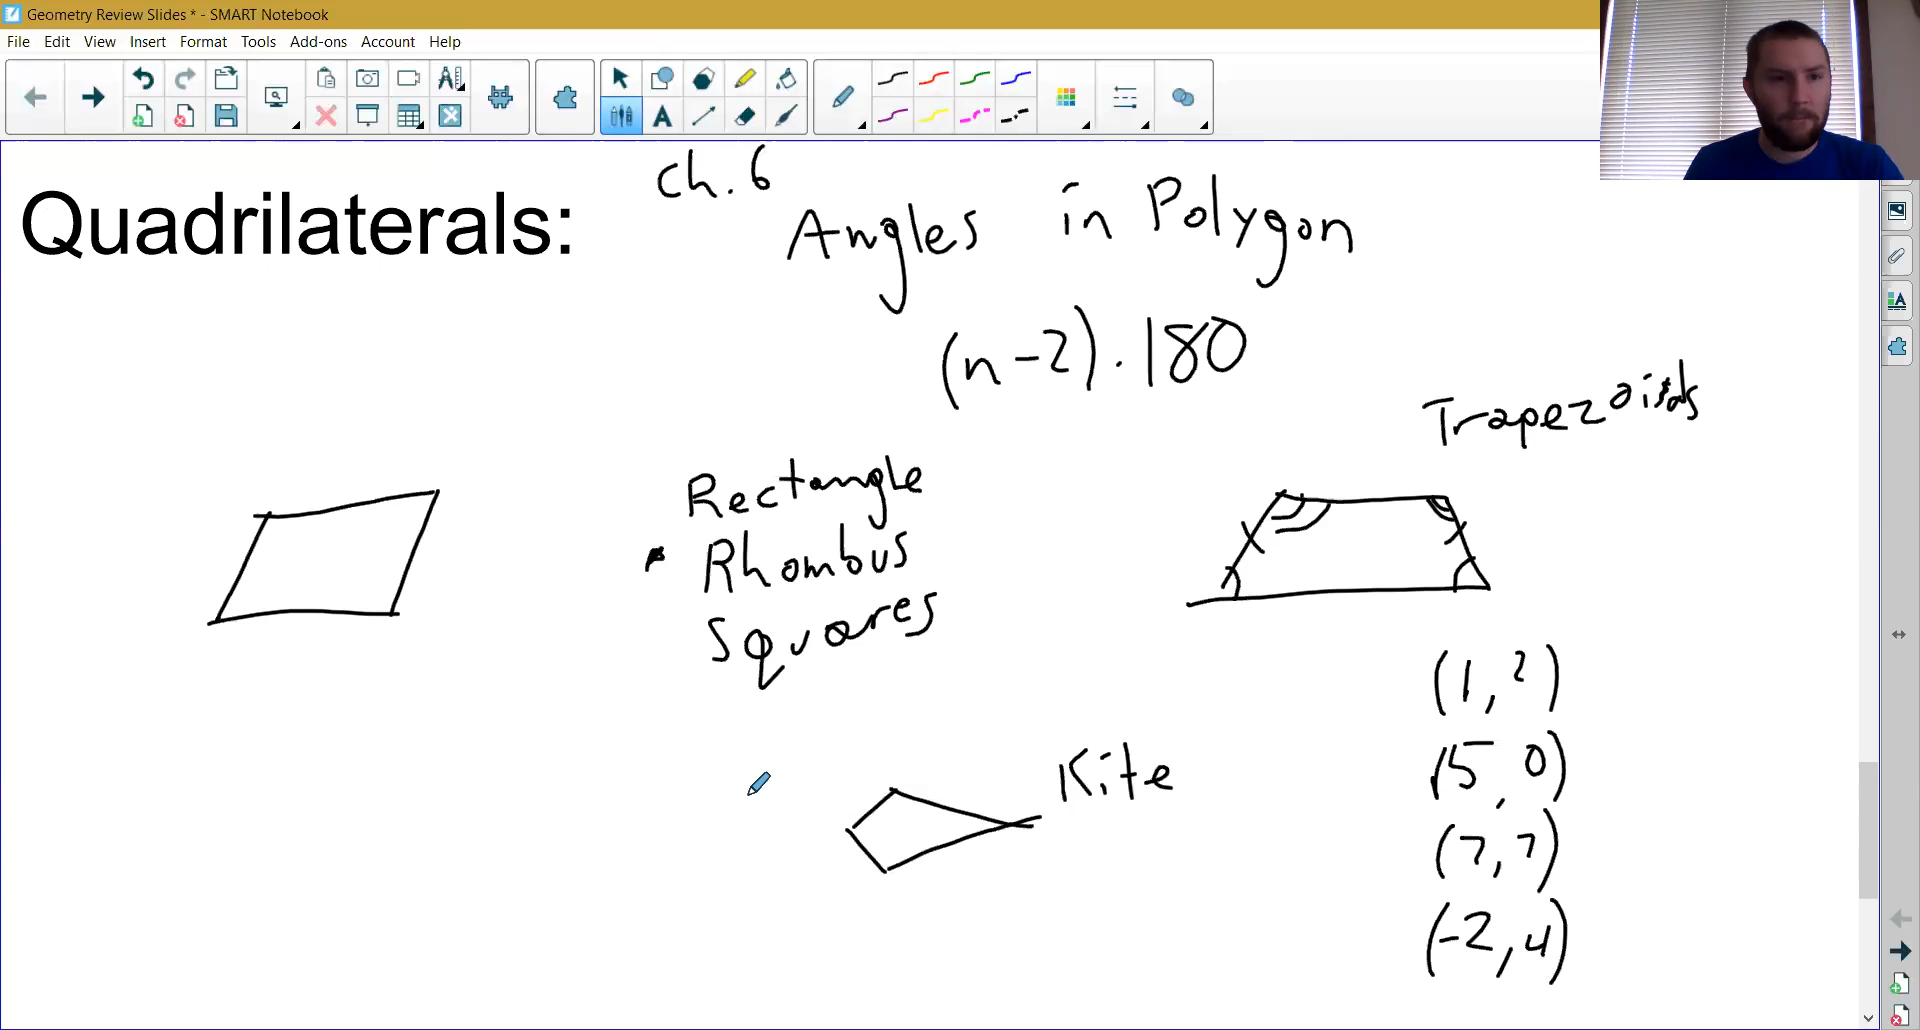 Geometry Review Slides * - SMART Notebook
File Edit View Insert Format Tools Add-ons Account Help
Ch. 6
Quadrilaterals:
Angles in Polygon
(n-2) · 180
Trapezoids
Rectangle
Rhombus
Squares
Kite
(1, 2)
(5, 0)
(7, 7)
(-2, 4)